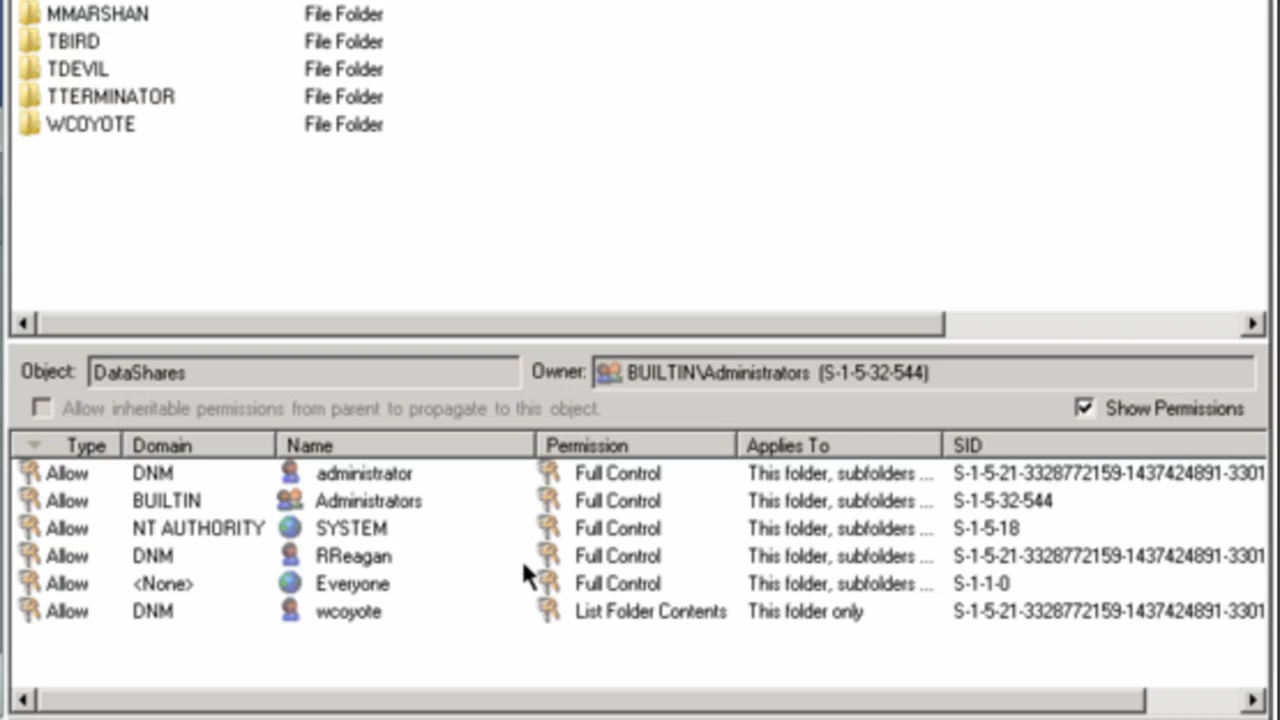 MMARSHAN File Folder
TBIRD File Folder
TDEVIL File Folder
TTERMINATOR File Folder
WCOYOTE File Folder
Object: DataShares Owner: BUILTIN\Administrators (S-1-5-32-544)
Allow inheritable permissions from parent to propagate to this object. Show Permissions
Type Domain Name Permission Applies To SID
Allow DNM administrator Full Control This folder, subfolders ... S-1-5-21-3328772159-1437424891-3301
Allow BUILTIN Administrators Full Control This folder, subfolders ... S-1-5-32-544
Allow NT AUTHORITY SYSTEM Full Control This folder, subfolders ... S-1-5-18
Allow DNM RReagan Full Control This folder, subfolders ... S-1-5-21-3328772159-1437424891-3301
Allow <None> Everyone Full Control This folder, subfolders ... S-1-1-0
Allow DNM wcoyote List Folder Contents This folder only S-1-5-21-3328772159-1437424891-3301